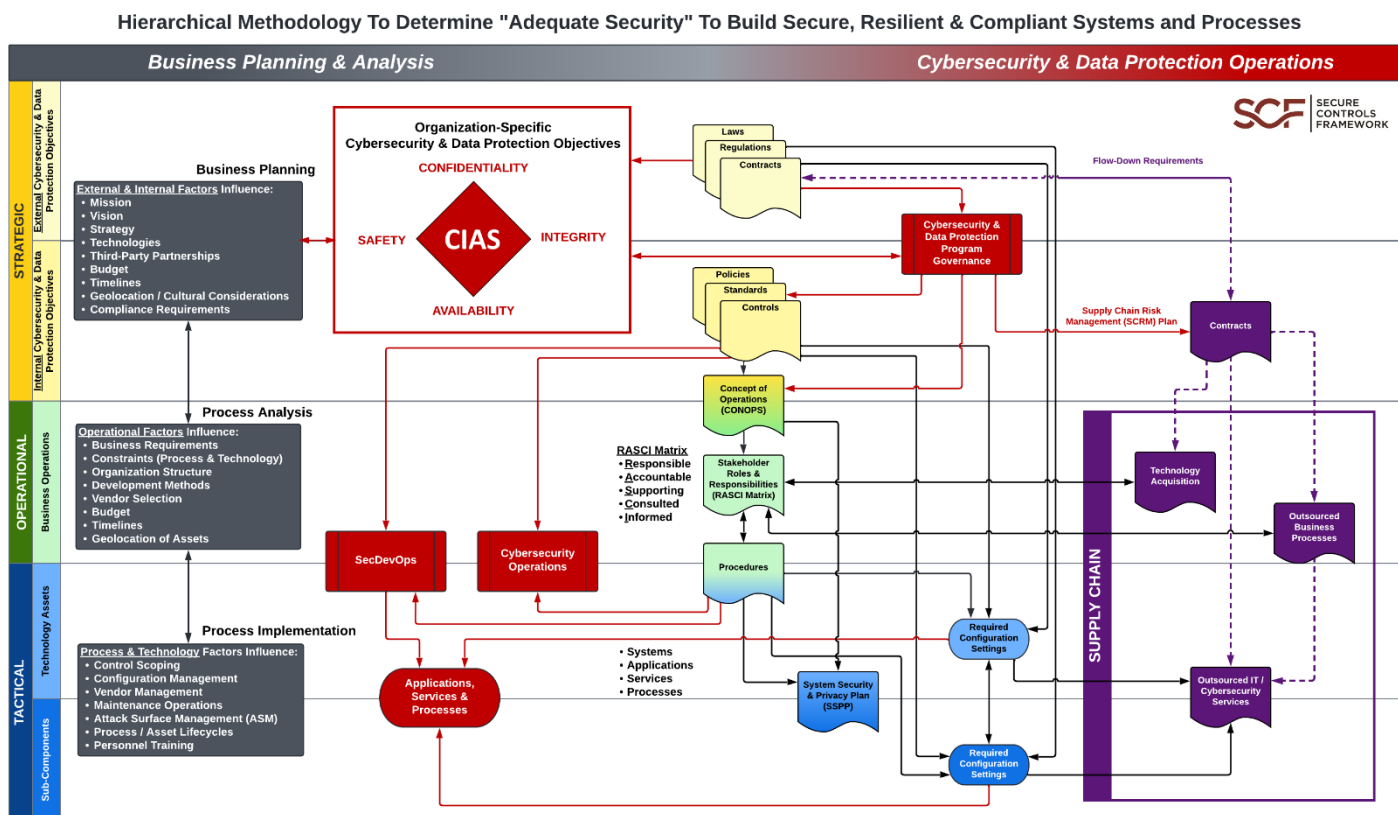 Hierarchical Methodology To Determine "Adequate Security" To Build Secure, Resilient & Compliant Systems and Processes
Business Planning & Analysis
Cybersecurity & Data Protection Operations
STRATEGIC
External Cybersecurity & Data
Protection Objectives
Internal Cybersecurity & Data
Protection Objectives
OPERATIONAL
Business Operations
TACTICAL
Technology Assets
Sub-Components
Business Planning
External & Internal Factors Influence:
• Mission
• Vision
• Strategy
• Technologies
• Third-Party Partnerships
• Budget
• Timelines
• Geolocation / Cultural Considerations
• Compliance Requirements
Process Analysis
Operational Factors Influence:
• Business Requirements
• Constraints (Process & Technology)
• Organization Structure
• Development Methods
• Vendor Selection
• Budget
• Timelines
• Geolocation of Assets
Process Implementation
Process & Technology Factors Influence:
• Control Scoping
• Configuration Management
• Vendor Management
• Maintenance Operations
• Attack Surface Management (ASM)
• Process / Asset Lifecycles
• Personnel Training
Organization-Specific
Cybersecurity & Data Protection Objectives
CONFIDENTIALITY
SAFETY
CIAS
INTEGRITY
AVAILABILITY
Laws
Regulations
Contracts
Cybersecurity &
Data Protection
Program
Governance
Policies
Standards
Controls
Concept of
Operations
(CONOPS)
RASCI Matrix
• Responsible
• Accountable
• Supporting
• Consulted
• Informed
Stakeholder
Roles &
Responsibilities
(RASCI Matrix)
SecDevOps
Cybersecurity
Operations
Procedures
Applications,
Services &
Processes
• Systems
• Applications
• Services
• Processes
System Security
& Privacy Plan
(SSPP)
Required
Configuration
Settings
Required
Configuration
Settings
SCF
SECURE
CONTROLS
FRAMEWORK
Flow-Down Requirements
Supply Chain Risk
Management (SCRM) Plan
Contracts
SUPPLY CHAIN
Technology
Acquisition
Outsourced
Business
Processes
Outsourced IT /
Cybersecurity
Services